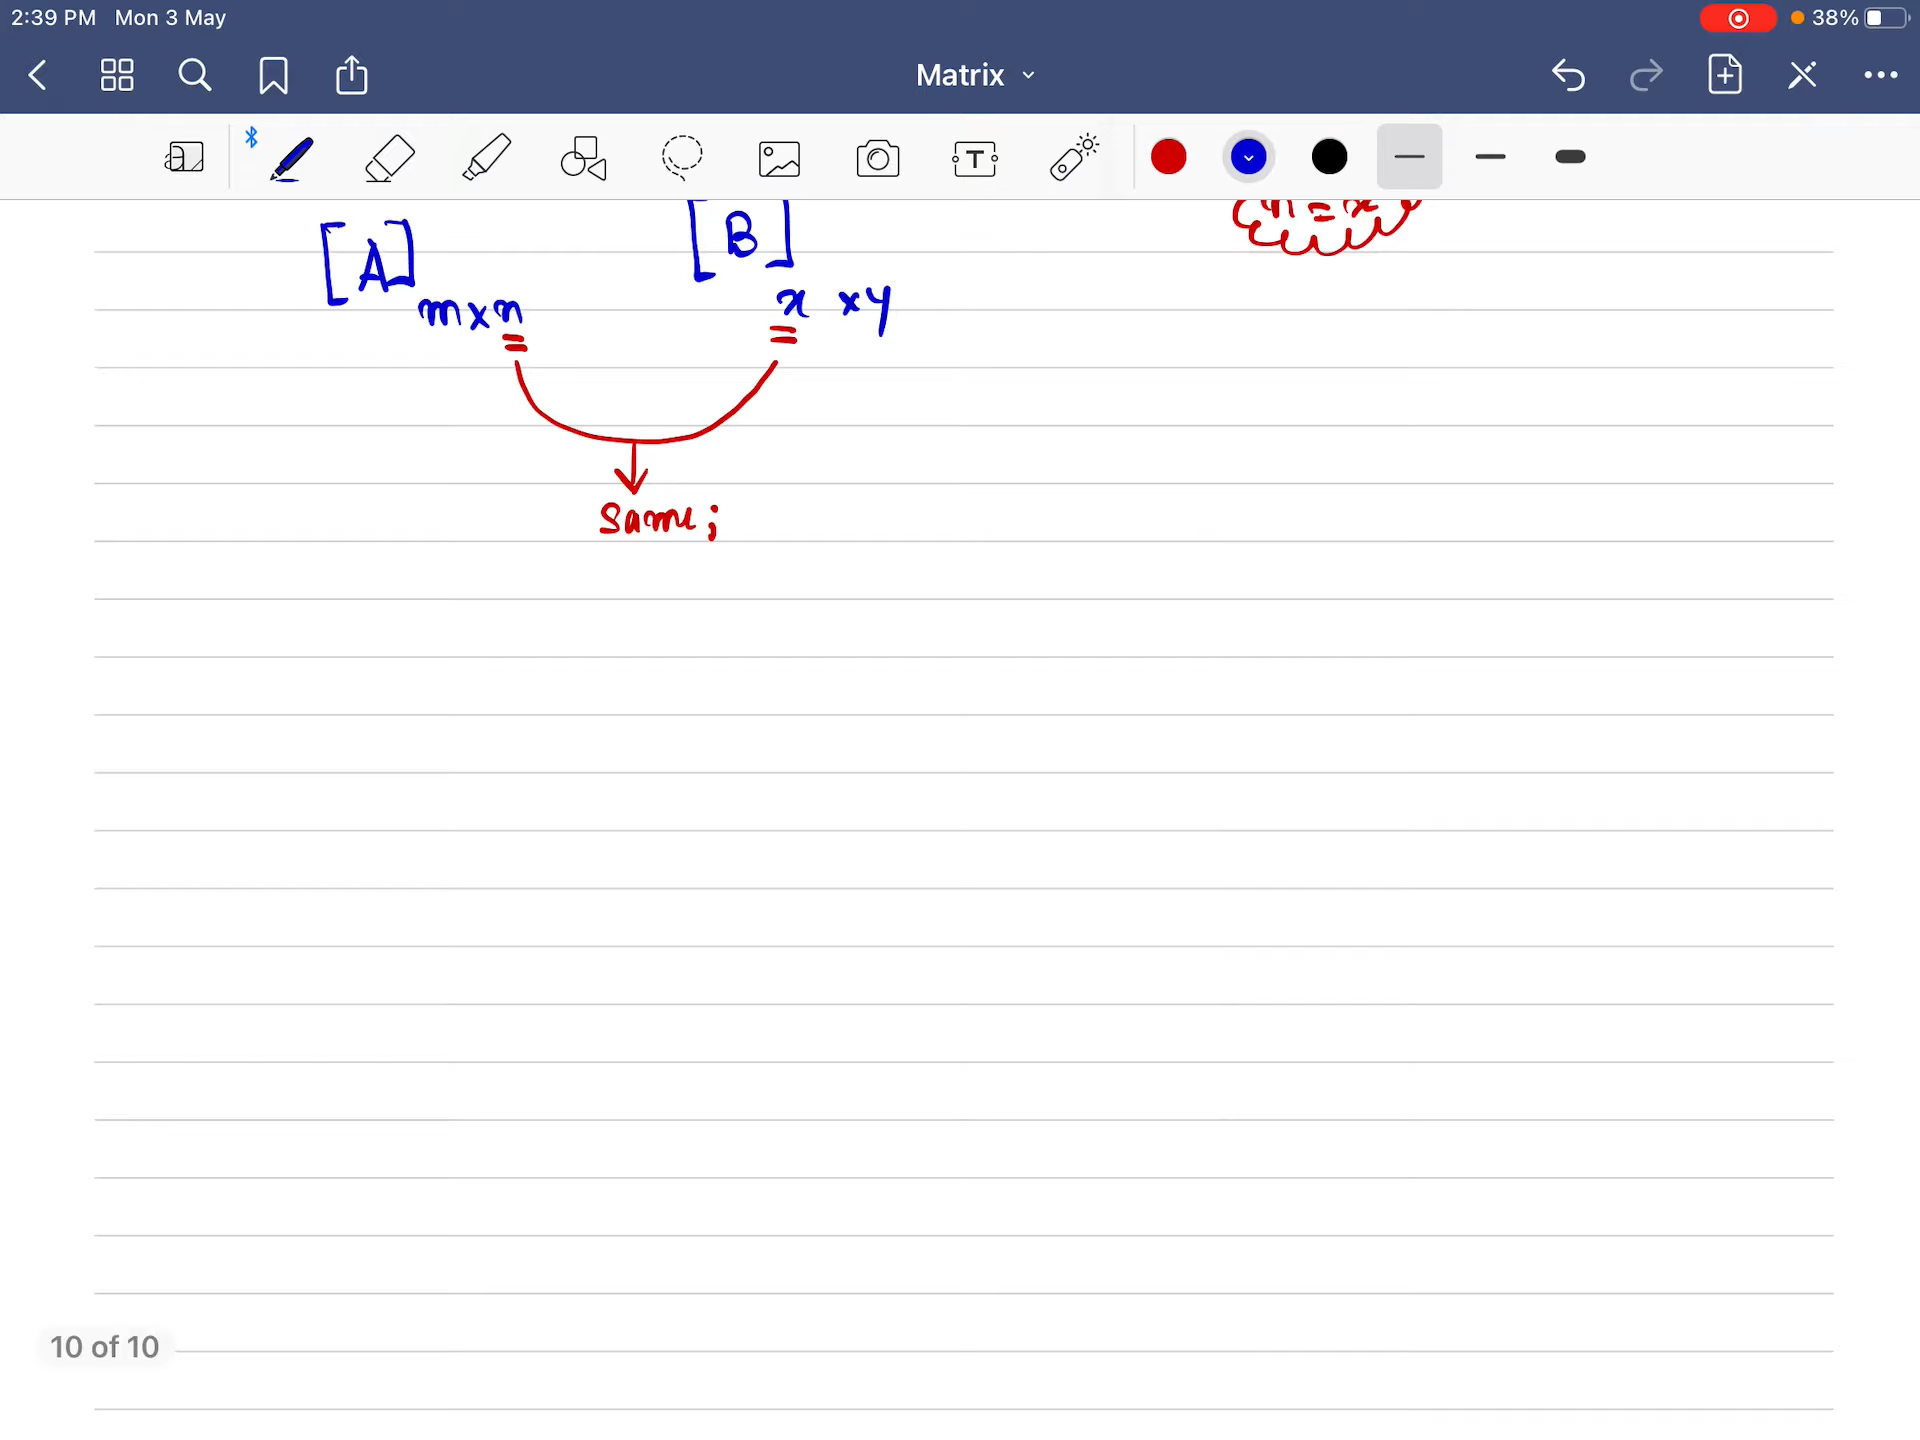 2:39 PM Mon 3 May 38%
Matrix
T
[A] m×n [B] x × y n = x
Same;
10 of 10